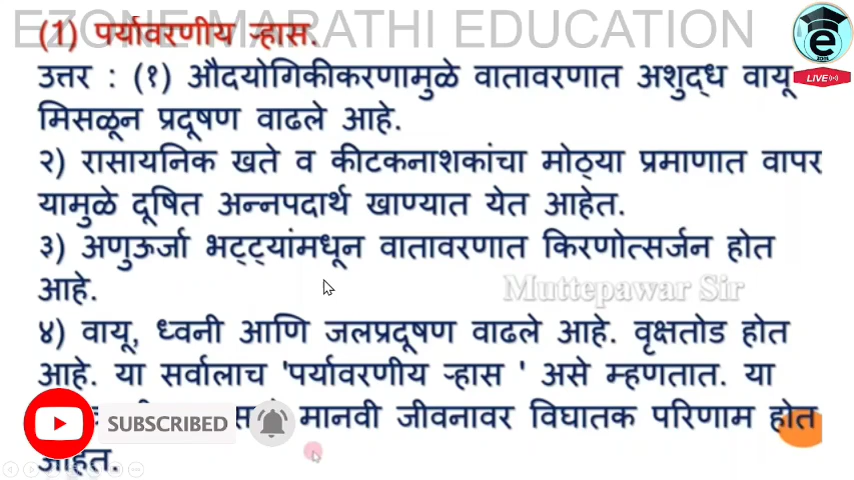 EZONE MARATHI EDUCATION
(1) पर्यावरणीय ऱ्हास.
उत्तर : (१) औदयोगिकीकरणामुळे वातावरणात अशुद्ध वायू
मिसळून प्रदूषण वाढले आहे.
२) रासायनिक खते व कीटकनाशकांचा मोठ्या प्रमाणात वापर
यामुळे दूषित अन्नपदार्थ खाण्यात येत आहेत.
३) अणुऊर्जा भट्ट्यांमधून वातावरणात किरणोत्सर्जन होत
आहे.
Muttepawar Sir
४) वायू, ध्वनी आणि जलप्रदूषण वाढले आहे. वृक्षतोड होत
आहे. या सर्वालाच 'पर्यावरणीय ऱ्हास ' असे म्हणतात. या
मानवी जीवनावर विघातक परिणाम होत
आहेत.
SUBSCRIBED
e
LIVE